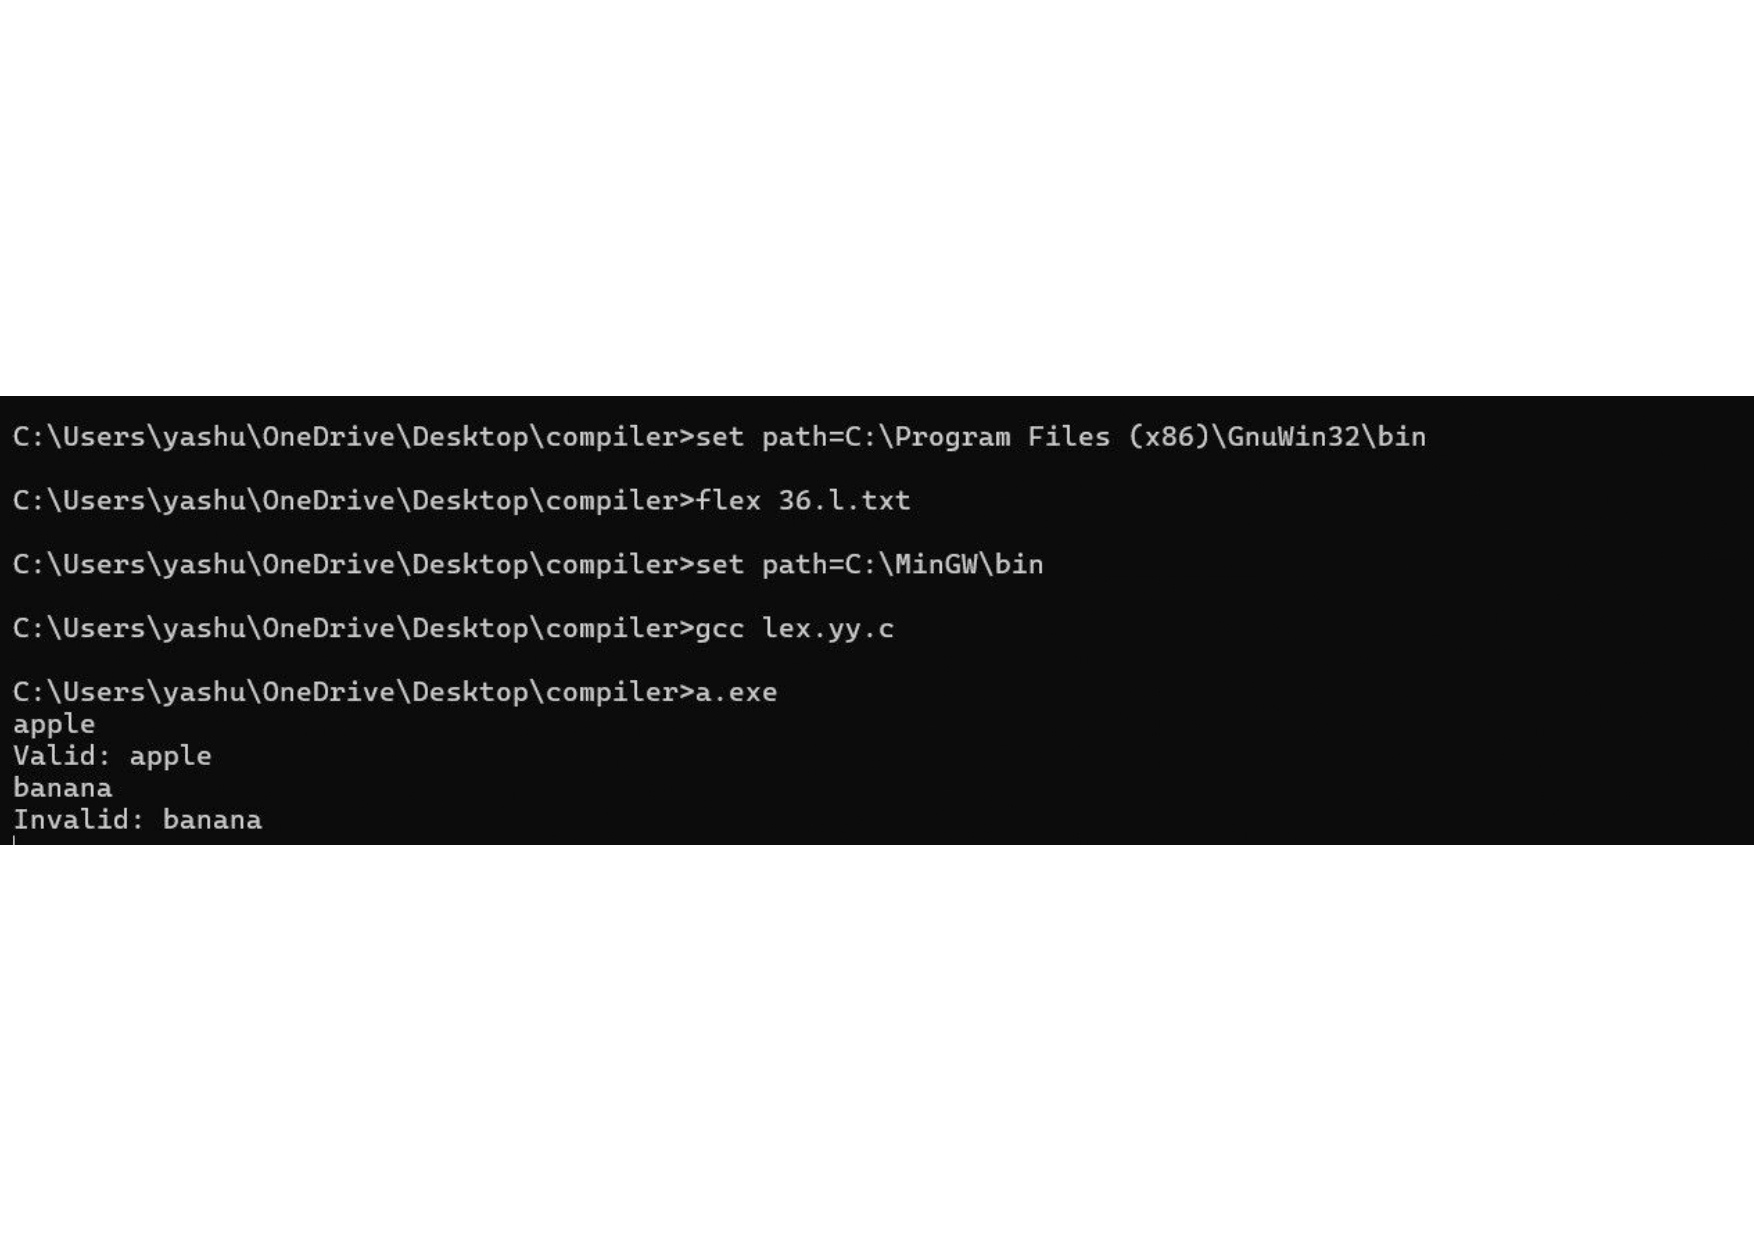 C:\Users\yashu\OneDrive\Desktop\compiler>set path=C:\Program Files (x86)\GnuWin32\bin
C:\Users\yashu\OneDrive\Desktop\compiler>flex 36.l.txt
C:\Users\yashu\OneDrive\Desktop\compiler>set path=C:\MinGW\bin
C:\Users\yashu\OneDrive\Desktop\compiler>gcc lex.yy.c
C:\Users\yashu\OneDrive\Desktop\compiler>a.exe
apple
Valid: apple
banana
Invalid: banana